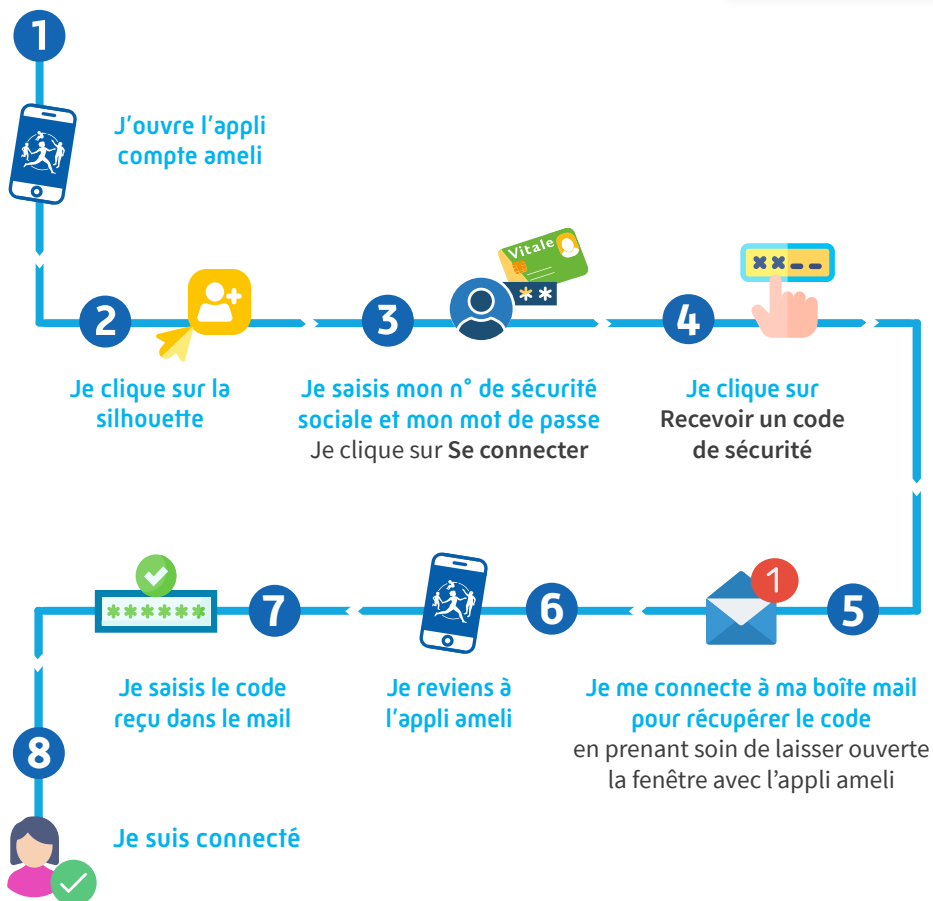 1
J'ouvre l'appli
compte ameli
2
Je clique sur la
silhouette
Vitale
**
3
Je saisis mon n° de sécurité
sociale et mon mot de passe
Je clique sur Se connecter
4
Je clique sur
Recevoir un code
de sécurité
1
5
Je me connecte à ma boîte mail
pour récupérer le code
en prenant soin de laisser ouverte
la fenêtre avec l’appli ameli
6
Je reviens à
l'appli ameli
******
7
Je saisis le code
reçu dans le mail
8
Je suis connecté